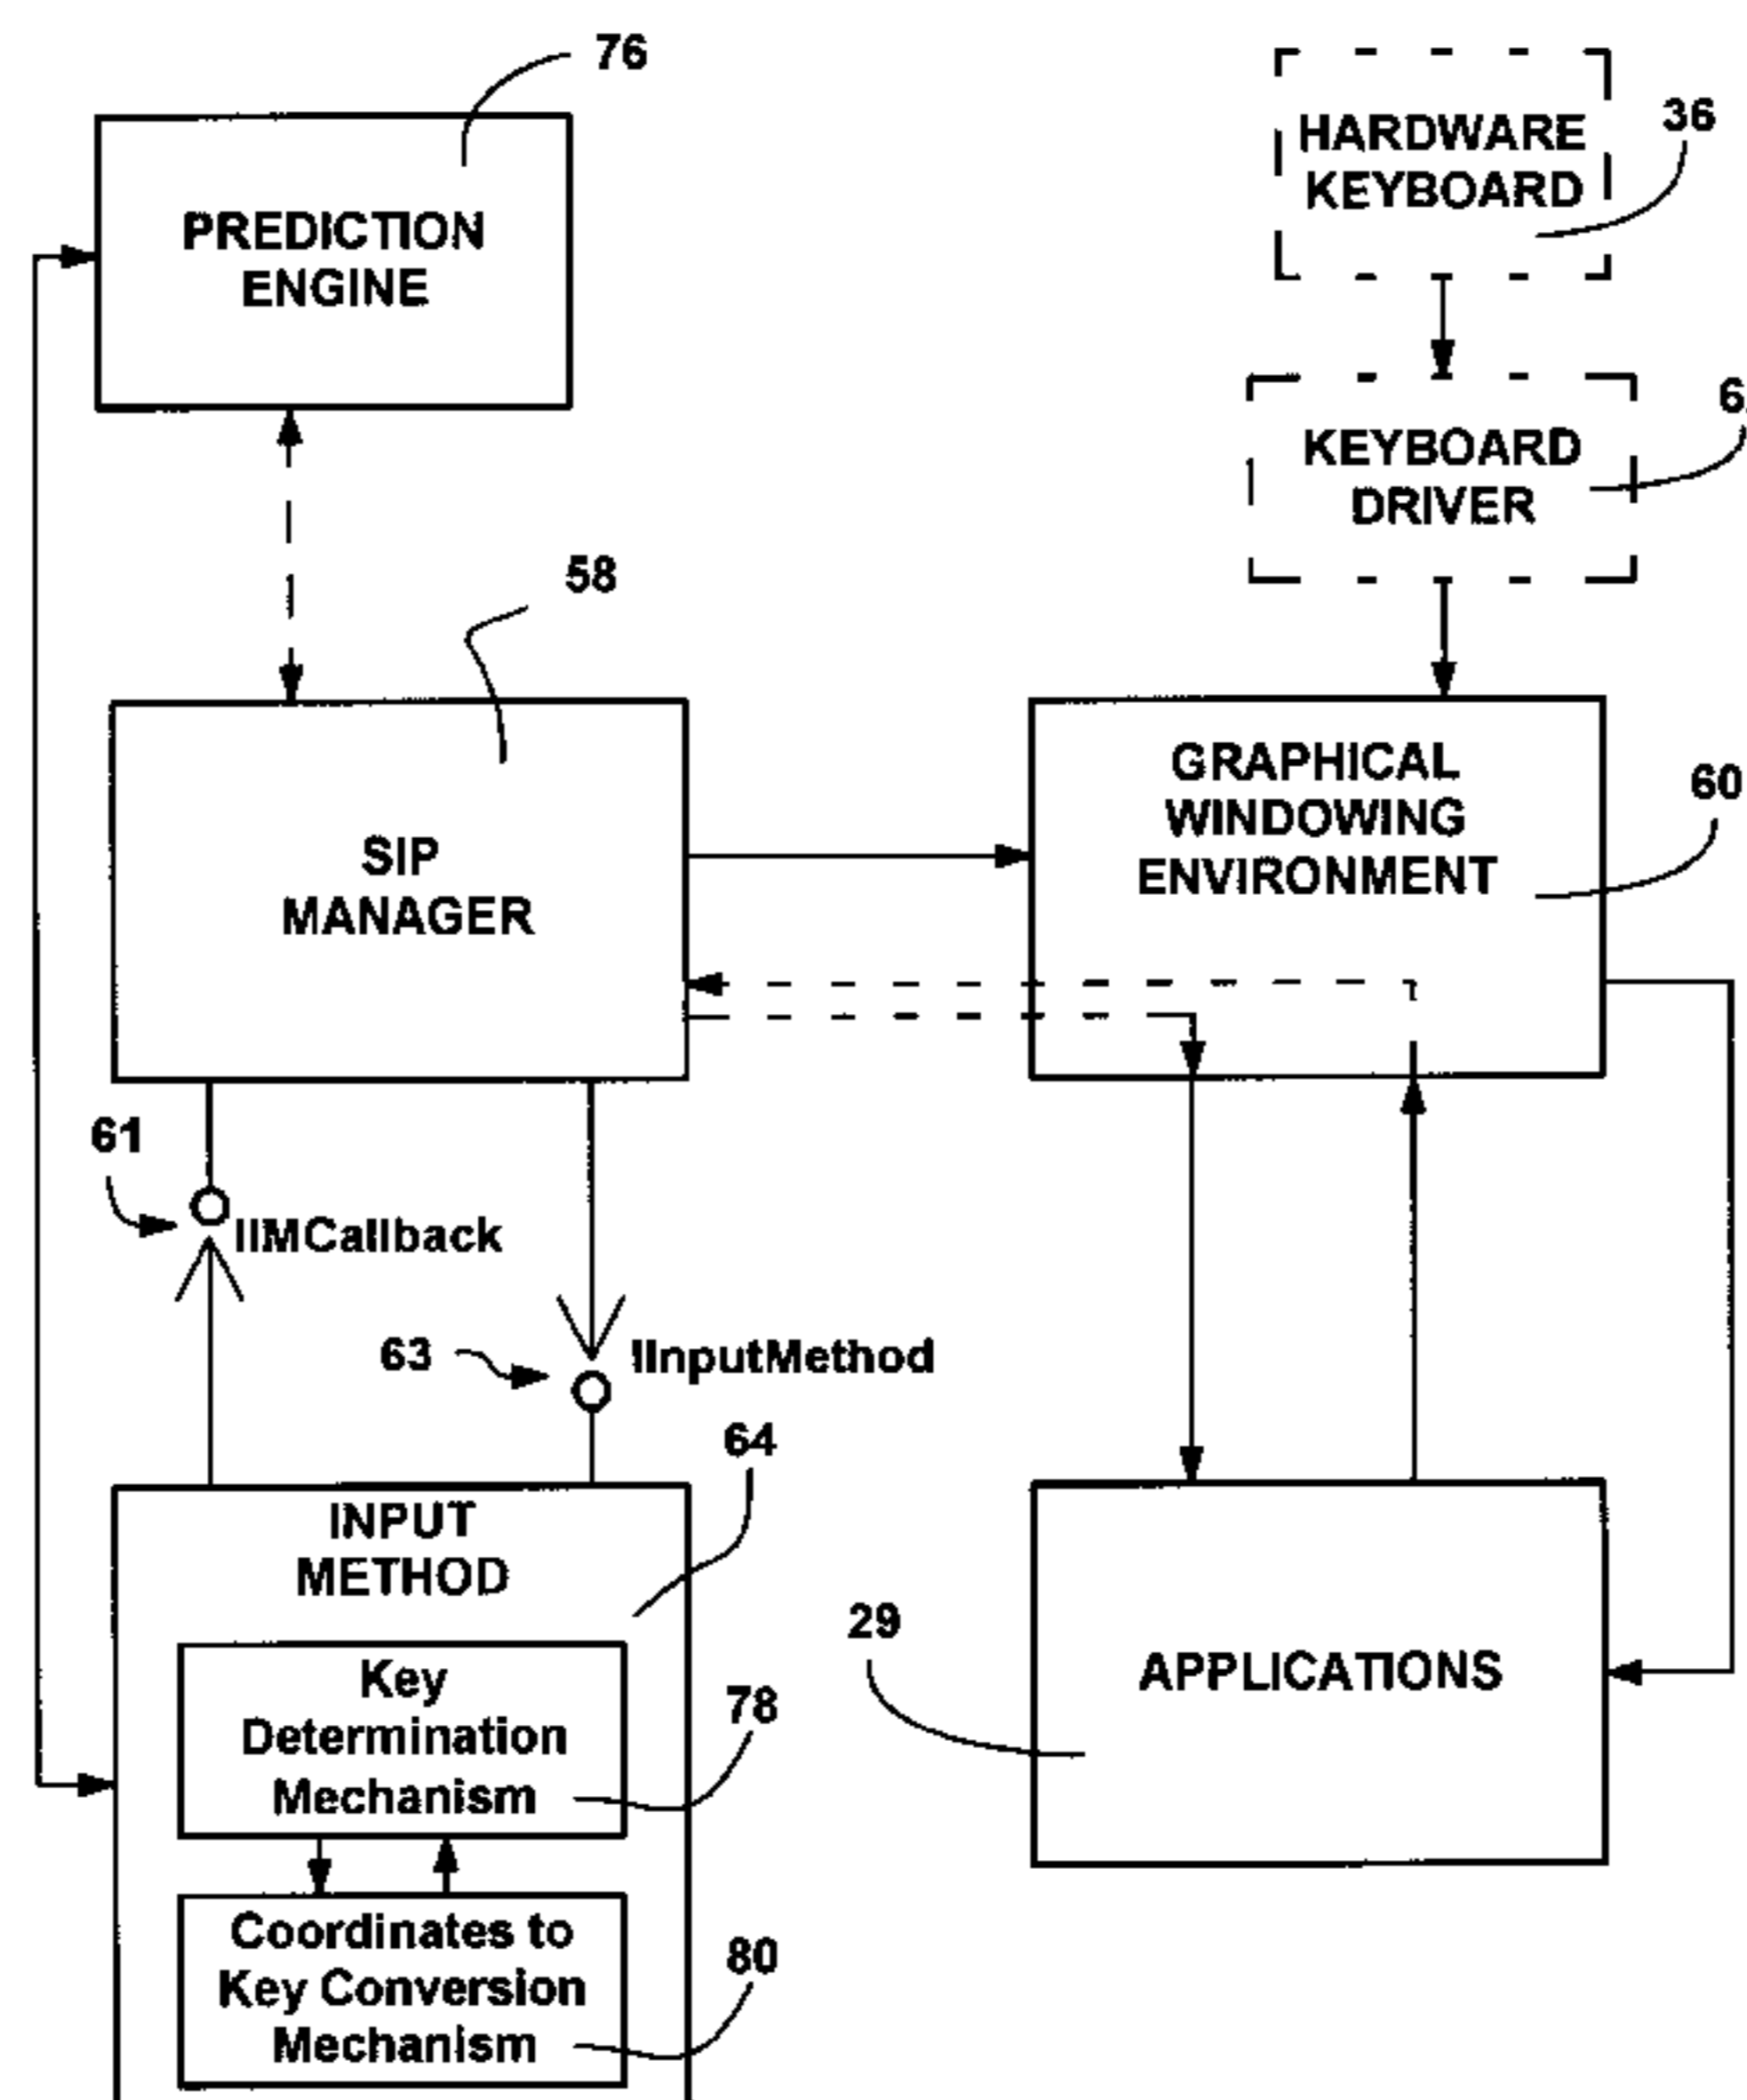 76
PREDICTION
ENGINE
HARDWARE
KEYBOARD
36
KEYBOARD
DRIVER
58
SIP
MANAGER
GRAPHICAL
WINDOWING
ENVIRONMENT
60
61
IIMCallback
63
IInputMethod
64
INPUT
METHOD
Key
Determination
Mechanism
78
Coordinates to
Key Conversion
Mechanism
80
29
APPLICATIONS